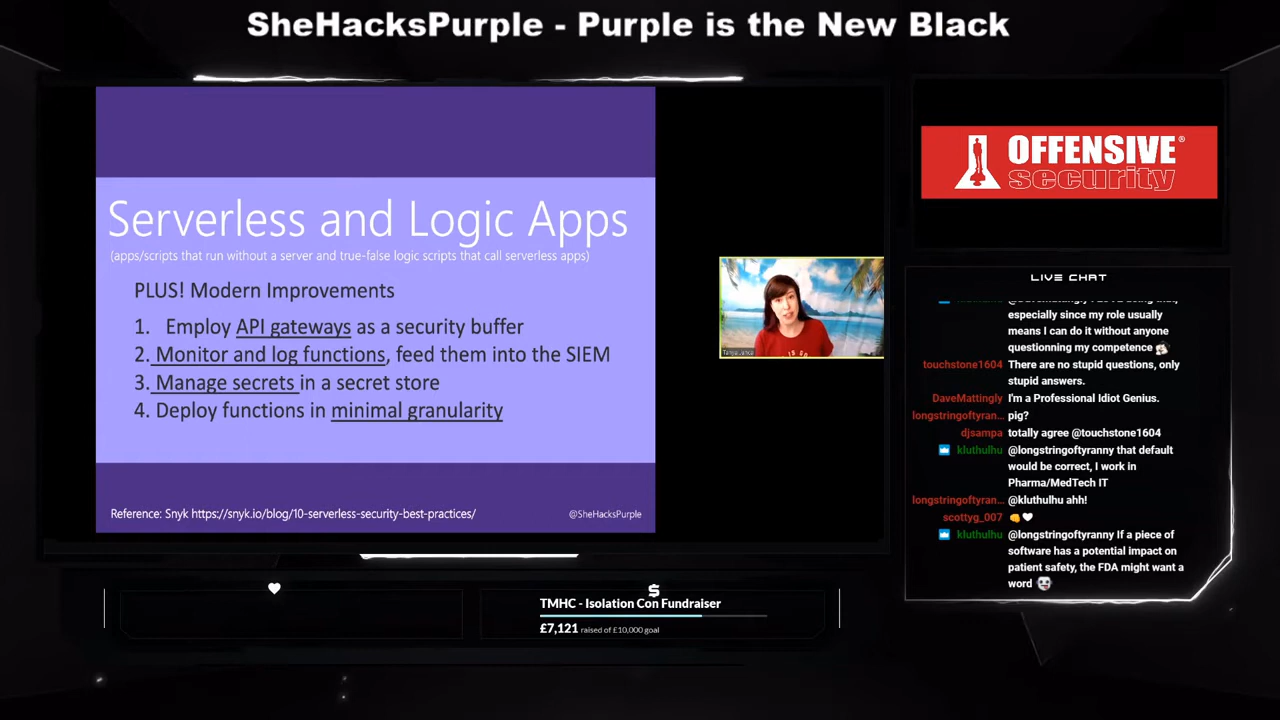 SheHacksPurple - Purple is the New Black
Serverless and Logic Apps
(apps/scripts that run without a server and true-false logic scripts that call serverless apps)
PLUS! Modern Improvements
1. Employ API gateways as a security buffer
2. Monitor and log functions, feed them into the SIEM
3. Manage secrets in a secret store
4. Deploy functions in minimal granularity
Reference: Snyk https://snyk.io/blog/10-serverless-security-best-practices/
@SheHacksPurple
OFFENSIVE®
security
LIVE CHAT
especially since my role usually
means I can do it without anyone
questioning my competence
touchstone1604 There are no stupid questions, only
stupid answers.
DaveMattingly I'm a Professional Idiot Genius.
longstringoftyran... pig?
djsampa totally agree @touchstone1604
kluthulhu @longstringoftyranny that default
would be correct, I work in
Pharma/MedTech IT
longstringoftyran... @kluthulhu ahh!
scottyg_007 👊🤍
kluthulhu @longstringoftyranny If a piece of
software has a potential impact on
patient safety, the FDA might want a
word
TMHC - Isolation Con Fundraiser
£7,121 raised of £10,000 goal